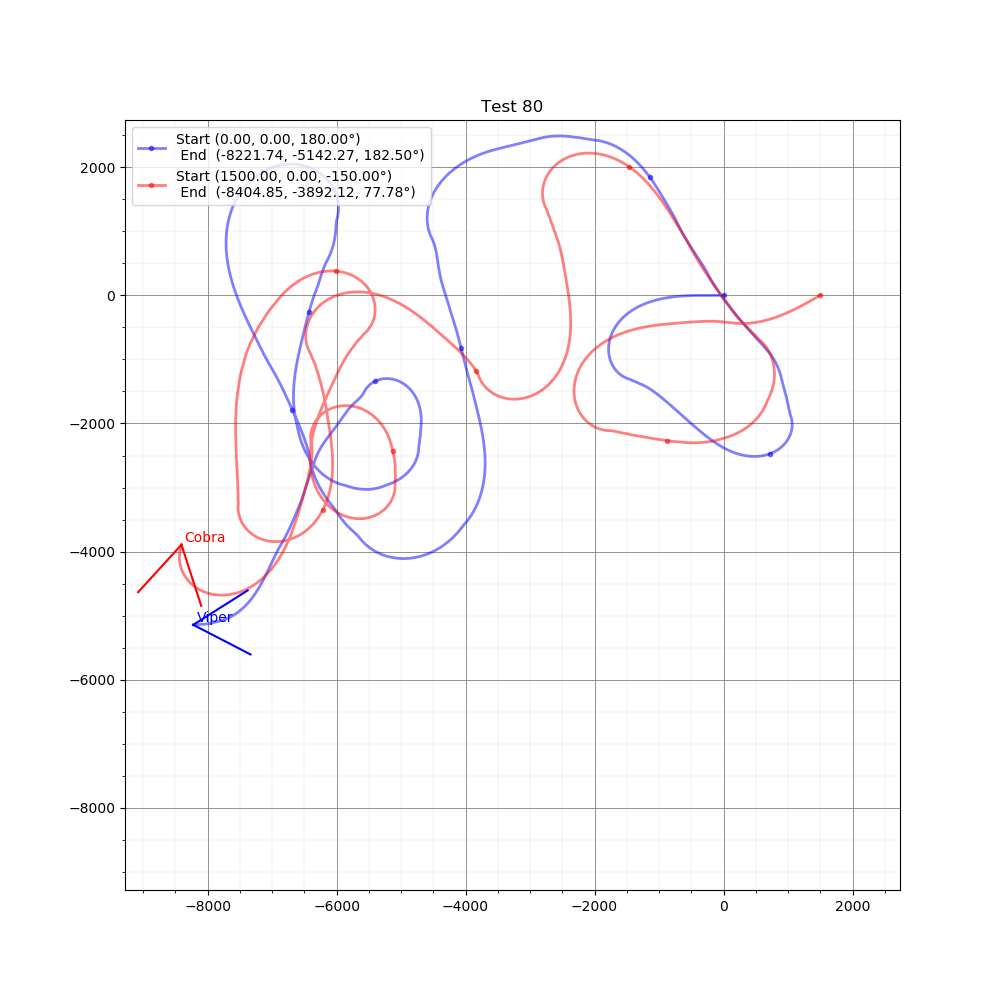 Test 80
Start (0.00, 0.00, 180.00°)
End  (-8221.74, -5142.27, 182.50°)
Start (1500.00, 0.00, -150.00°)
End  (-8404.85, -3892.12, 77.78°)
2000
0
−2000
−4000
−6000
−8000
Cobra
Viper
−8000 −6000 −4000 −2000 0 2000